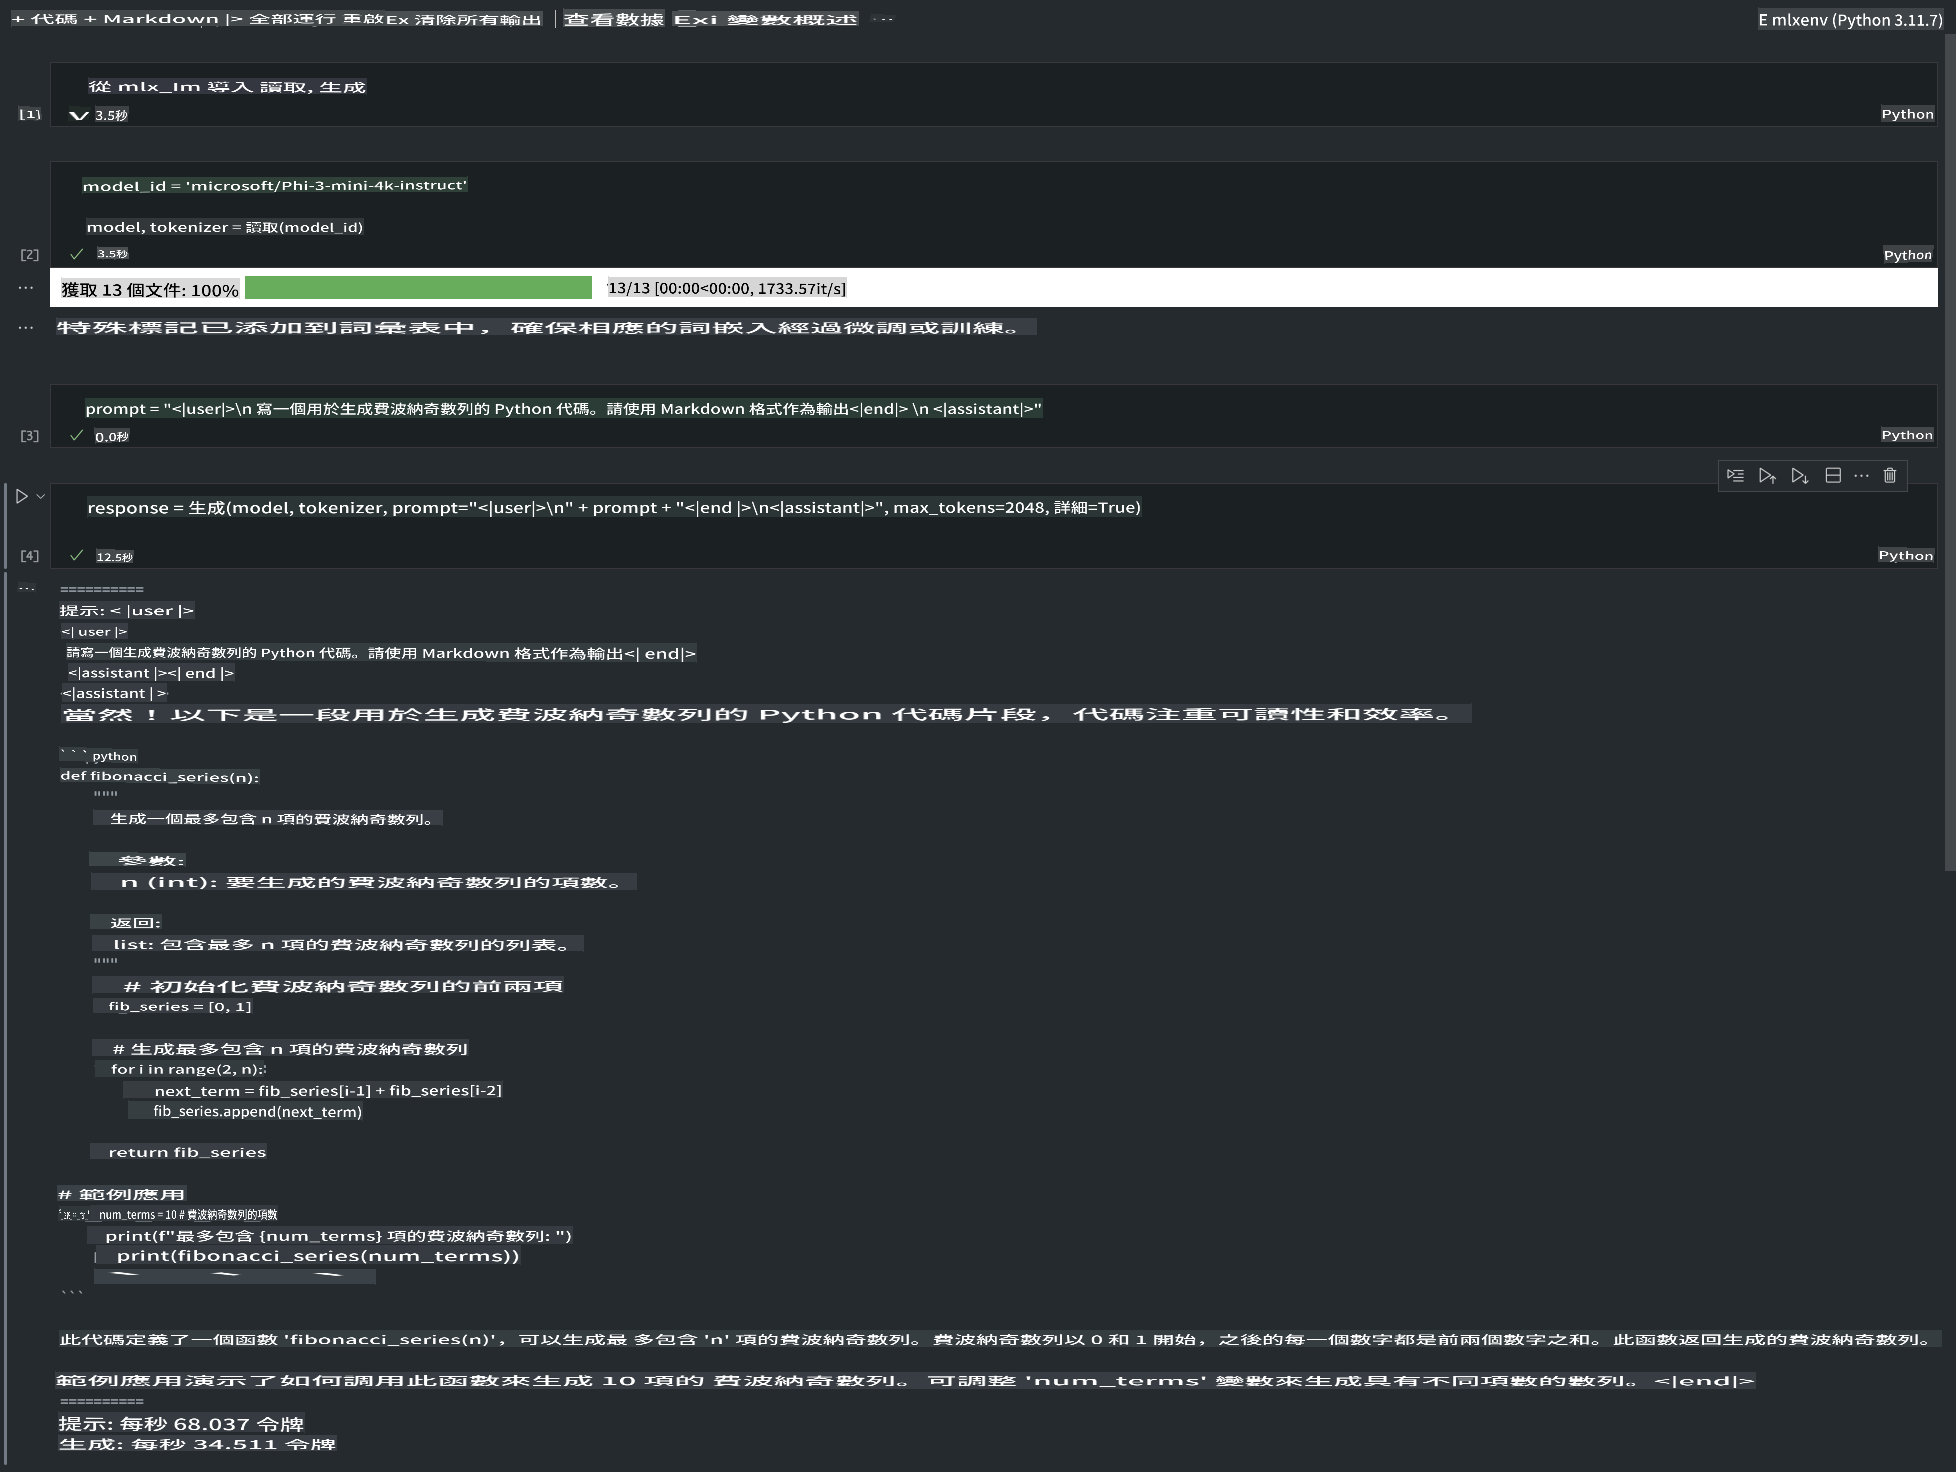 + 代碼 + Markdown |> 全部運行 重啟Ex 清除所有輸出 | 查看數據 Exi 變數概述 ...
E mlxenv (Python 3.11.7)
從 mlx_lm 導入 讀取, 生成
[1] 3.5秒 Python
model_id = 'microsoft/Phi-3-mini-4k-instruct'
model, tokenizer = 讀取(model_id)
[2] 3.5秒 Python
獲取 13 個文件: 100% 13/13 [00:00<00:00, 1733.57it/s]
特殊標記已添加到詞彙表中，確保相應的詞嵌入經過微調或訓練。
prompt = "<|user|>\n 寫一個用於生成費波納奇數列的 Python 代碼。請使用 Markdown 格式作為輸出<|end|> \n <|assistant|>"
[3] 0.0秒 Python
response = 生成(model, tokenizer, prompt="<|user|>\n" + prompt + "<|end |>\n<|assistant|>", max_tokens=2048, 詳細=True)
[4] 12.5秒 Python
==========
提示: < |user |>
<| user |>
請寫一個生成費波納奇數列的 Python 代碼。請使用 Markdown 格式作為輸出<| end|>
<|assistant |><| end |>
<|assistant | >
當然！以下是一段用於生成費波納奇數列的 Python 代碼片段，代碼注重可讀性和效率。
``` python
def fibonacci_series(n):
"""
生成一個最多包含 n 項的費波納奇數列。
參數:
n (int): 要生成的費波納奇數列的項數。
返回:
list: 包含最多 n 項的費波納奇數列的列表。
"""
# 初始化費波納奇數列的前兩項
fib_series = [0, 1]
# 生成最多包含 n 項的費波納奇數列
for i in range(2, n):
next_term = fib_series[i-1] + fib_series[i-2]
fib_series.append(next_term)
return fib_series
# 範例應用
num_terms = 10 # 費波納奇數列的項數
print(f"最多包含 {num_terms} 項的費波納奇數列: ")
print(fibonacci_series(num_terms))
```
此代碼定義了一個函數 'fibonacci_series(n)'，可以生成最 多包含 'n' 項的費波納奇數列。費波納奇數列以 0 和 1 開始，之後的每一個數字都是前兩個數字之和。此函數返回生成的費波納奇數列。
範例應用演示了如何調用此函數來生成 10 項的 費波納奇數列。可調整 'num_terms' 變數來生成具有不同項數的數列。<|end|>
==========
提示: 每秒 68.037 令牌
生成: 每秒 34.511 令牌